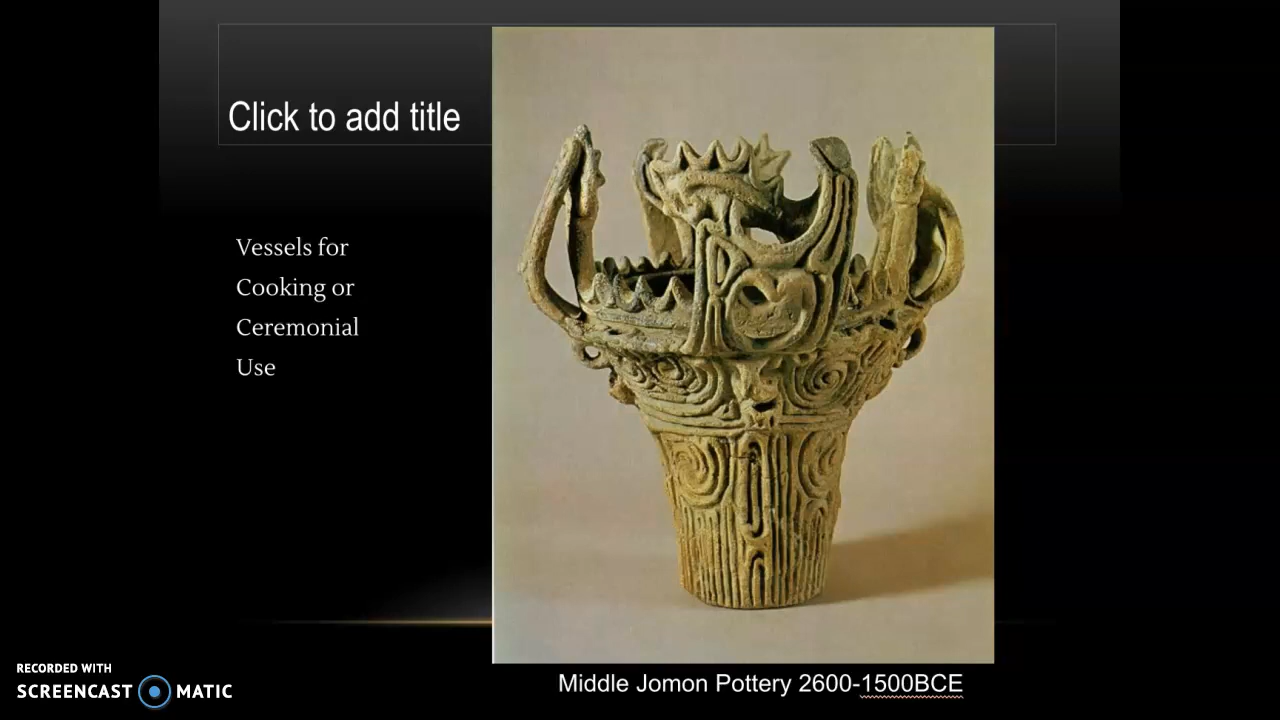 Click to add title
Vessels for
Cooking or
Ceremonial
Use
Middle Jomon Pottery 2600-1500BCE
RECORDED WITH
SCREENCAST MATIC